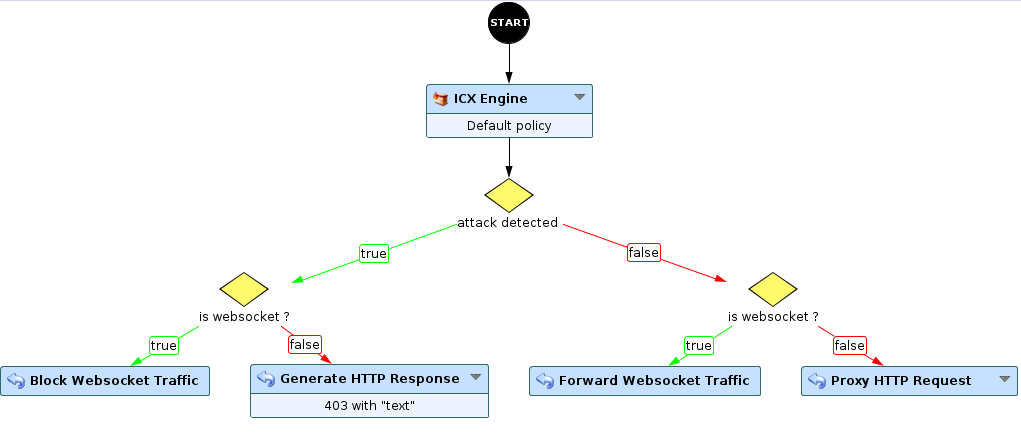 START
ICX Engine
Default policy
attack detected
true
false
is websocket ?
is websocket ?
true
false
true
false
Block Websocket Traffic
Generate HTTP Response
403 with "text"
Forward Websocket Traffic
Proxy HTTP Request